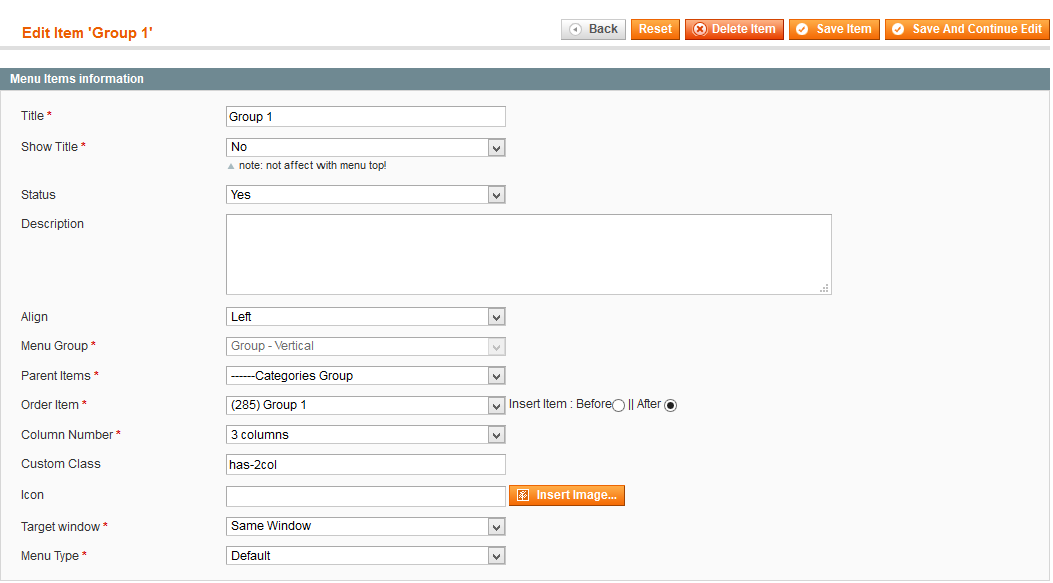 Edit Item 'Group 1'
Back Reset Delete Item Save Item Save And Continue Edit
Menu Items information
Title * Group 1
Show Title * No
note: not affect with menu top!
Status Yes
Description
Align Left
Menu Group * Group - Vertical
Parent Items * ------Categories Group
Order Item * (285) Group 1 Insert Item : Before || After
Column Number * 3 columns
Custom Class has-2col
Icon Insert Image...
Target window * Same Window
Menu Type * Default